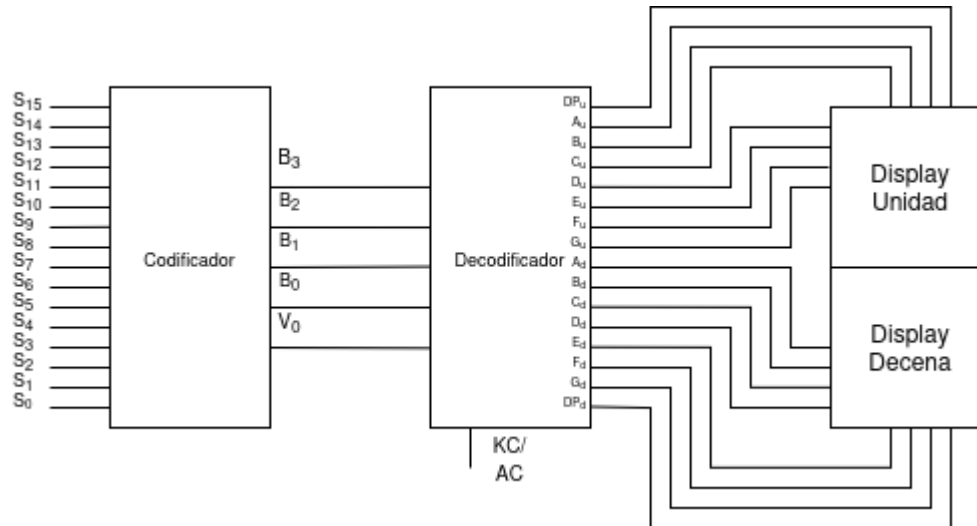 S15
S14
S13
S12
S11
S10
S9
S8
S7
S6
S5
S4
S3
S2
S1
S0
Codificador
B3
B2
B1
B0
V0
Decodificador
DPu
Au
Bu
Cu
Du
Eu
Fu
Gu
Ad
Bd
Cd
Dd
Ed
Fd
Gd
DPd
KC/
AC
Display
Unidad
Display
Decena